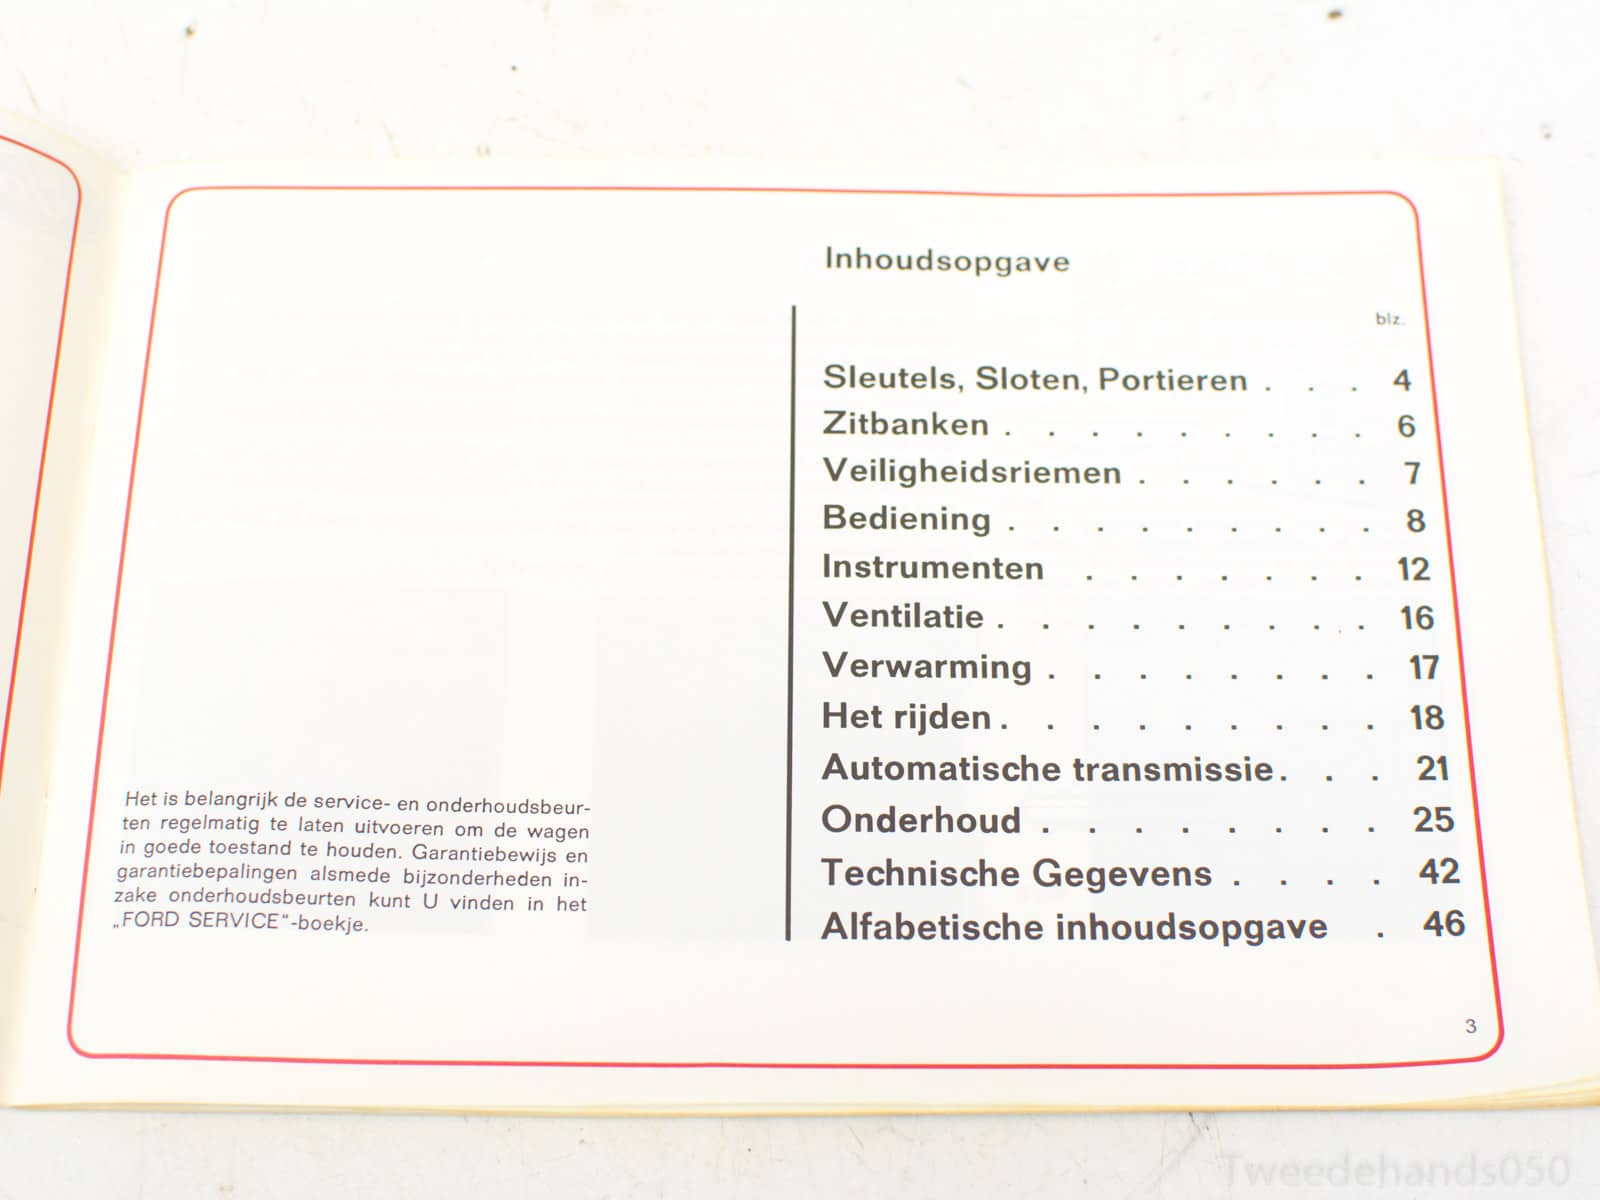 Het is belangrijk de service- en onderhoudsbeur-
ten regelmatig te laten uitvoeren om de wagen
in goede toestand te houden. Garantiebewijs en
garantiebepalingen alsmede bijzonderheden in-
zake onderhoudsbeurten kunt U vinden in het
„FORD SERVICE“-boekje.
Inhoudsopgave
blz.
Sleutels, Sloten, Portieren . . . 4
Zitbanken . . . . . . . . . 6
Veiligheidsriemen . . . . . . 7
Bediening . . . . . . . . . 8
Instrumenten . . . . . . . 12
Ventilatie . . . . . . . . . 16
Verwarming . . . . . . . . 17
Het rijden . . . . . . . . . 18
Automatische transmissie . . . 21
Onderhoud . . . . . . . . 25
Technische Gegevens . . . . 42
Alfabetische inhoudsopgave . 46
3
Tweedehands050